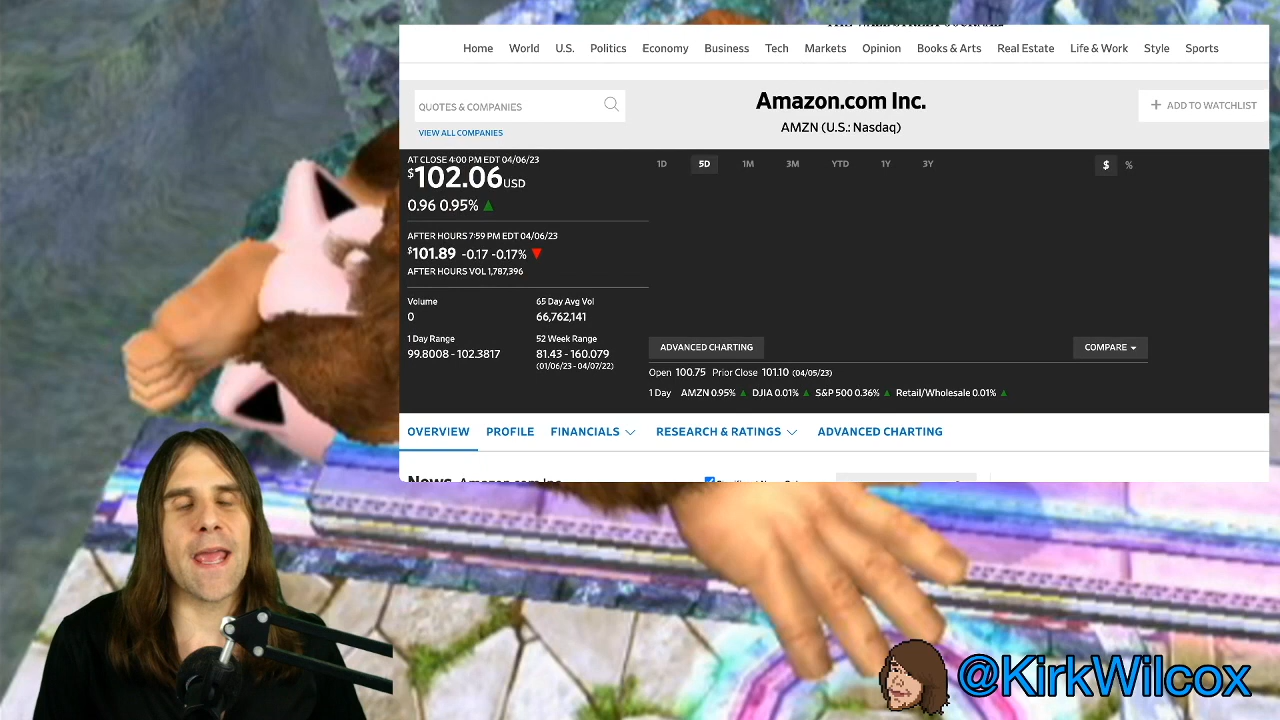 Home World U.S. Politics Economy Business Tech Markets Opinion Books & Arts Real Estate Life & Work Style Sports
QUOTES & COMPANIES
VIEW ALL COMPANIES
Amazon.com Inc.
AMZN (U.S.: Nasdaq)
+ ADD TO WATCHLIST
AT CLOSE 4:00 PM EDT 04/06/23
$102.06 USD
0.96 0.95%
AFTER HOURS 7:59 PM EDT 04/06/23
$101.89 -0.17 -0.17%
AFTER HOURS VOL 1,787,396
Volume 65 Day Avg Vol
0 66,762,141
1 Day Range 52 Week Range
99.8008 - 102.3817 81.43 - 160.079
(01/06/23 - 04/07/22)
1D 5D 1M 3M YTD 1Y 3Y $ %
ADVANCED CHARTING COMPARE
Open 100.75 Prior Close 101.10 (04/05/23)
1 Day AMZN 0.95% DJIA 0.01% S&P 500 0.36% Retail/Wholesale 0.01%
OVERVIEW PROFILE FINANCIALS RESEARCH & RATINGS ADVANCED CHARTING
News Amazon.com Inc.
@KirkWilcox